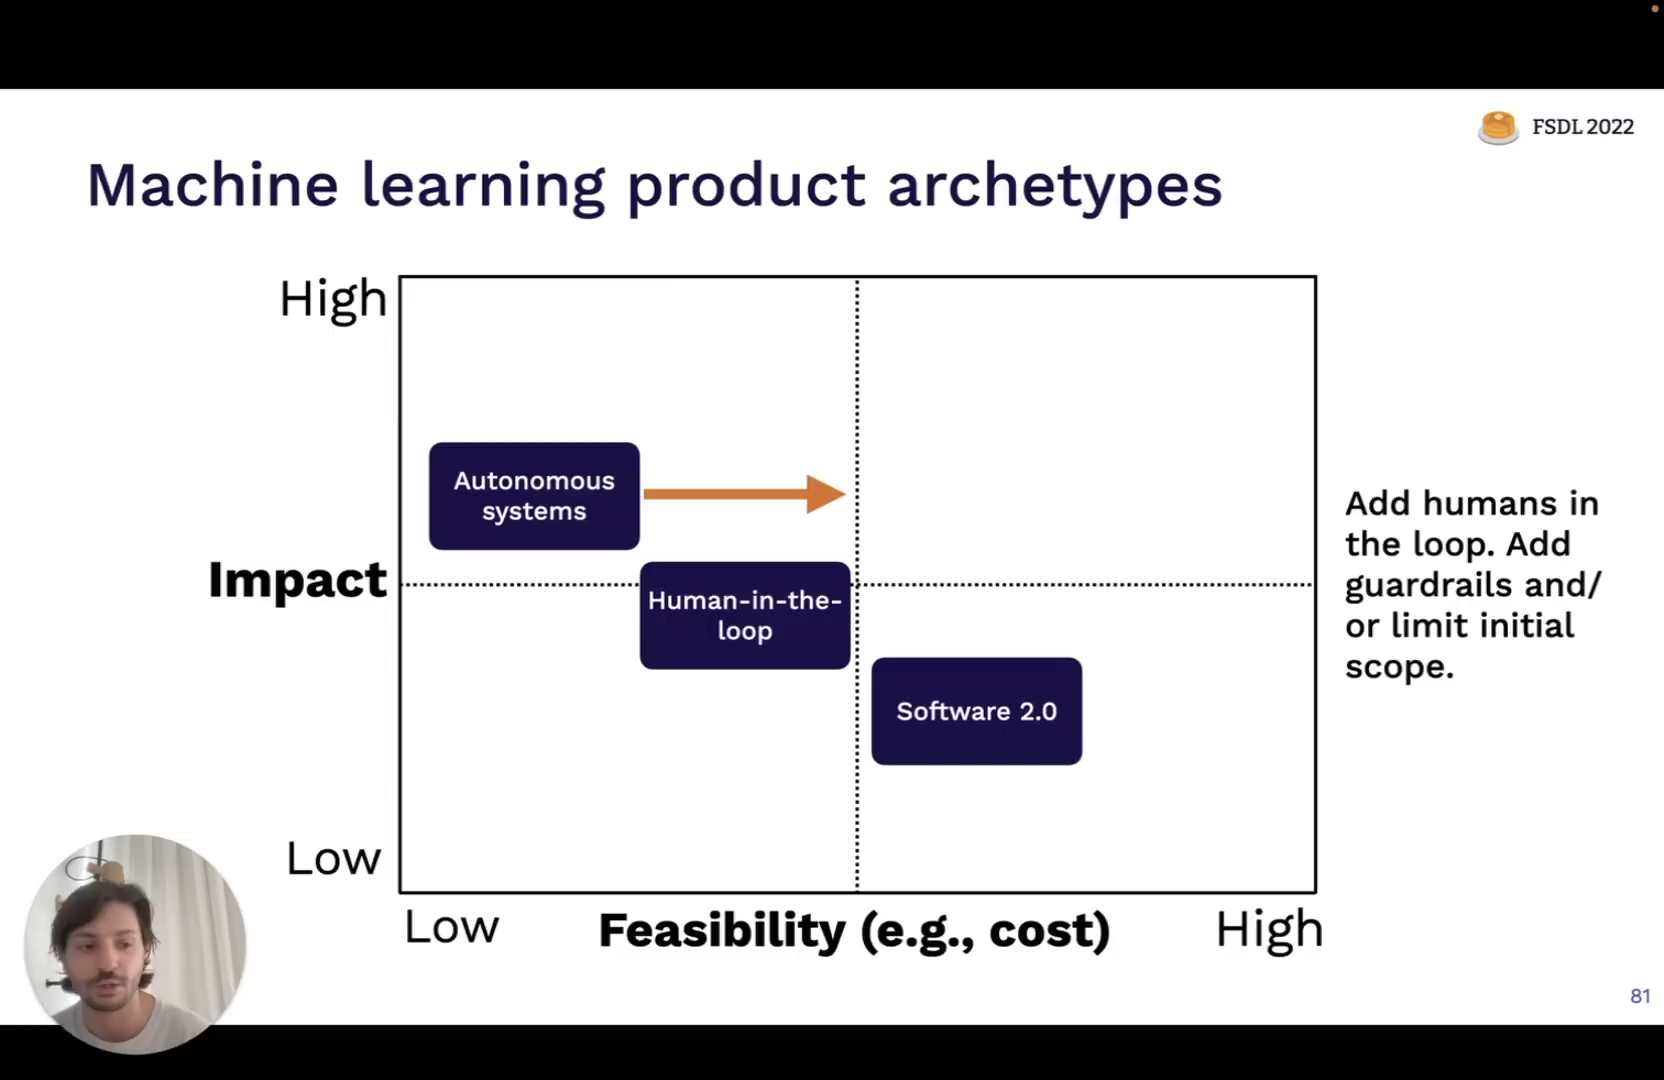 FSDL 2022
Machine learning product archetypes
High
Autonomous
systems
Add humans in
the loop. Add
guardrails and/
or limit initial
scope.
Impact
Human-in-the-
loop
Software 2.0
Low
Low
Feasibility (e.g., cost)
High
81